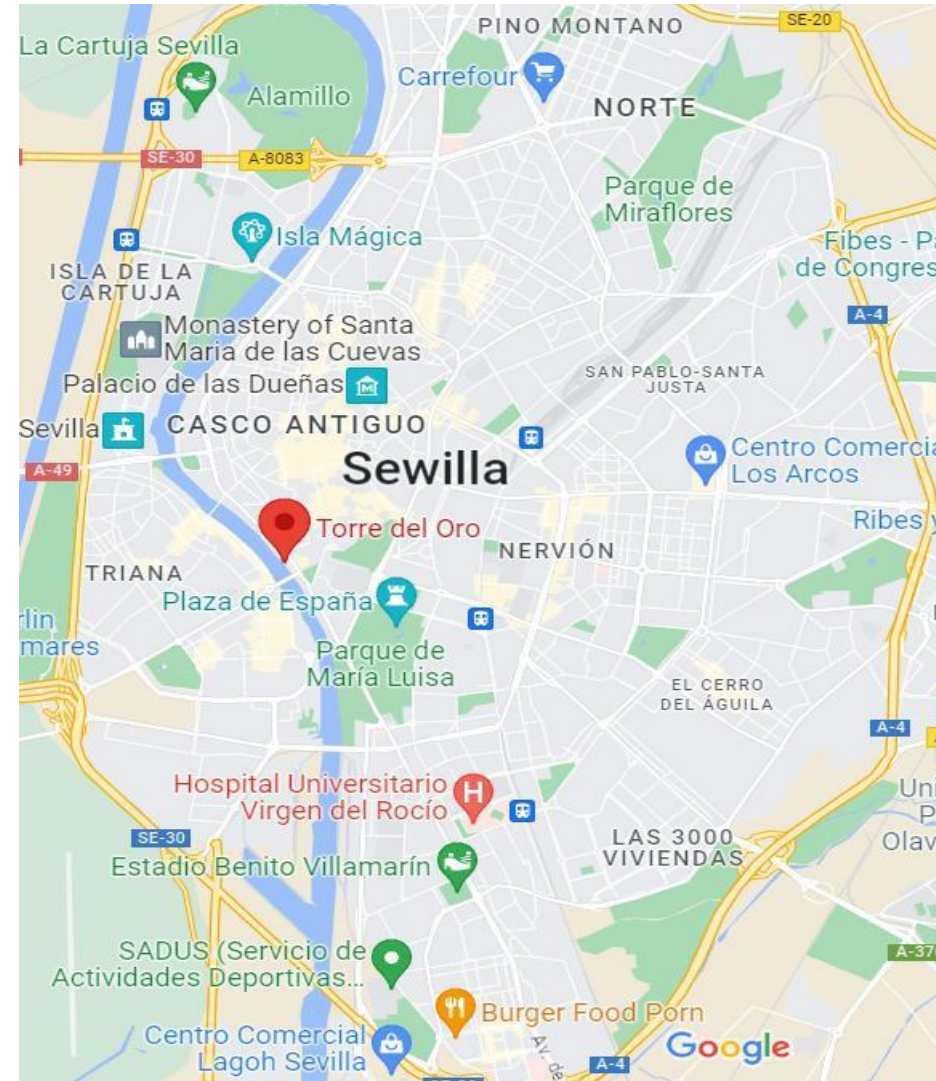 PINO MONTANO
SE-20
La Cartuja Sevilla
Carrefour
Alamillo
NORTE
SE-30
A-8083
Parque de
Miraflores
Isla Mágica
Fibes - Pa
de Congres
ISLA DE LA
CARTUJA
A-4
Monastery of Santa
Maria de las Cuevas
SAN PABLO-SANTA
JUSTA
Palacio de las Dueñas
Sevilla
CASCO ANTIGUO
Sewilla
Centro Comercia
Los Arcos
A-49
Torre del Oro
Ribes y
NERVIÓN
TRIANA
Plaza de España
rlin
mares
Parque de
María Luisa
EL CERRO
DEL ÁGUILA
A-4
Hospital Universitario
Virgen del Rocío
H
Uni
P
Olav
SE-30
LAS 3000
VIVIENDAS
Estadio Benito Villamarín
SADUS (Servicio de
Actividades Deportivas...
A-37
Burger Food Porn
Centro Comercial
Lagoh Sevilla
Av. de
Google
A-4